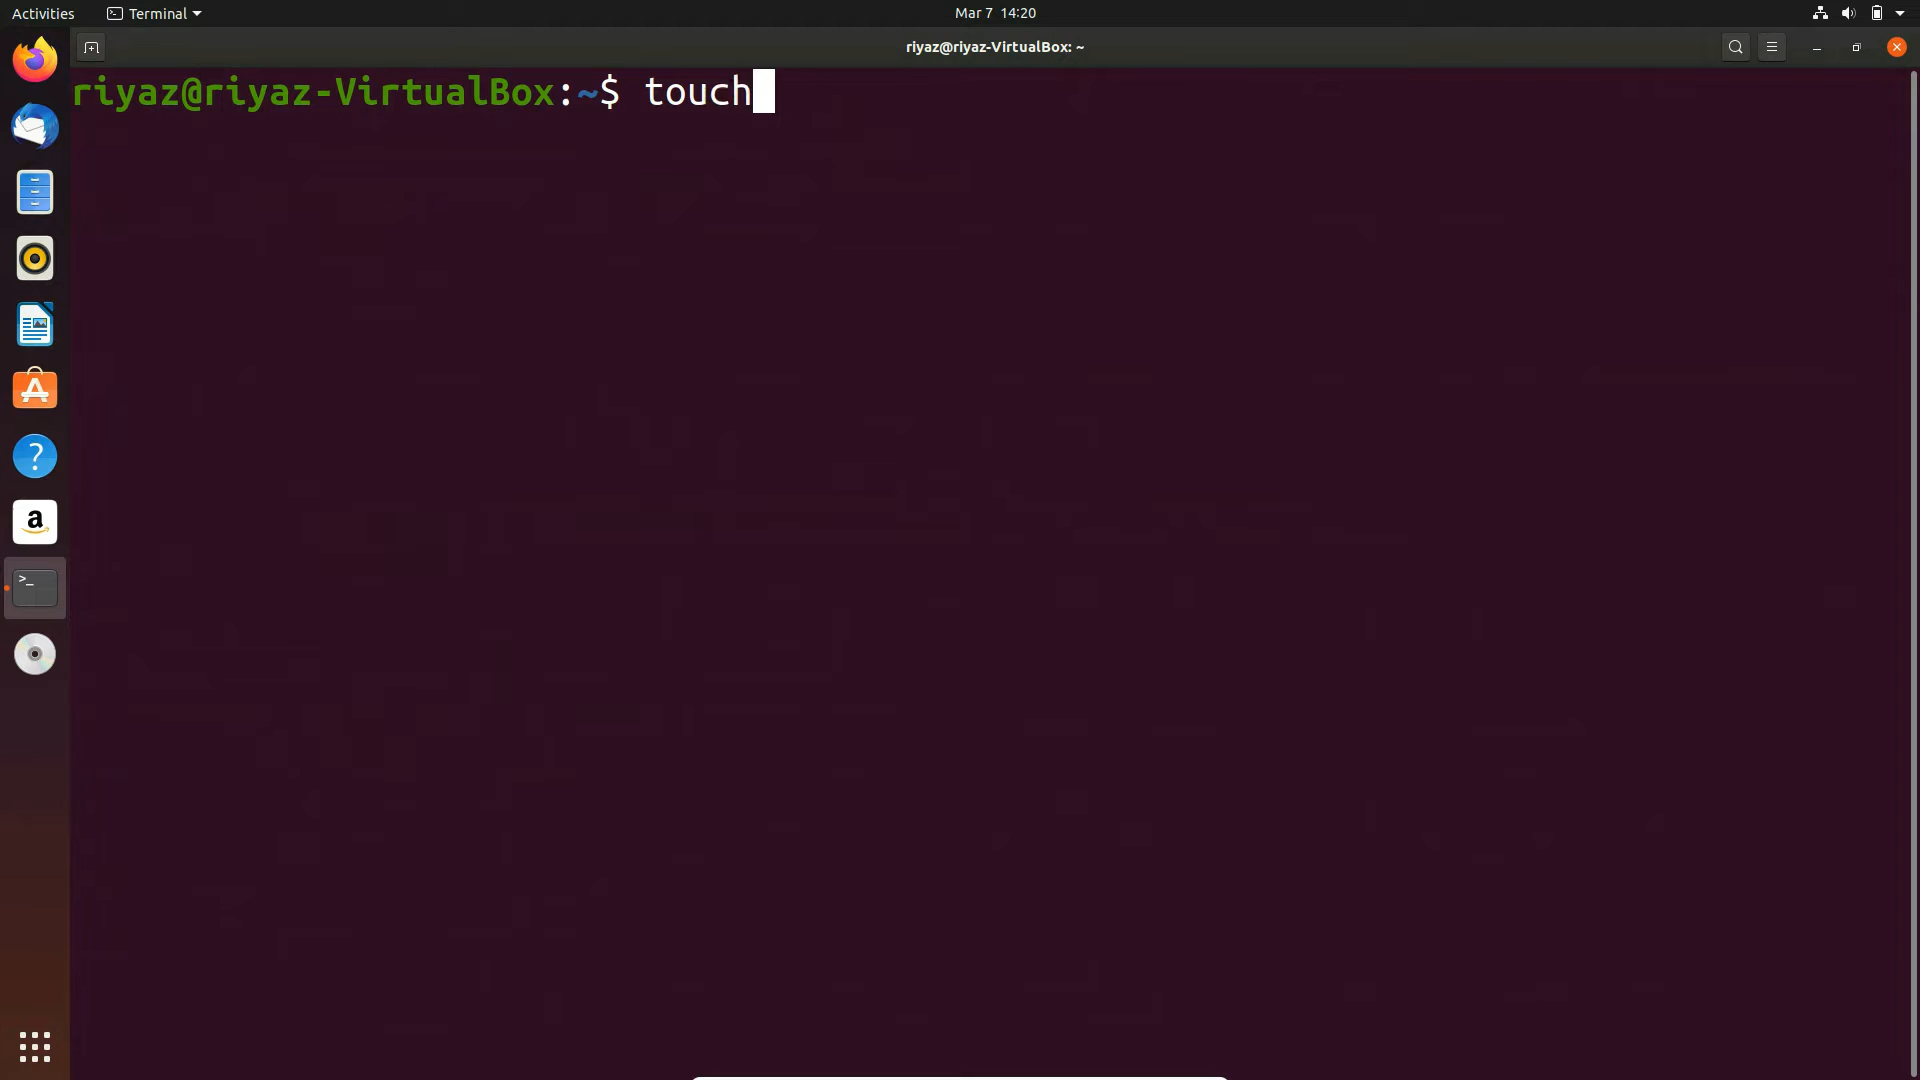 Activities Terminal Mar 7 14:20
riyaz@riyaz-VirtualBox: ~
riyaz@riyaz-VirtualBox:~$ touch
?
a
>_